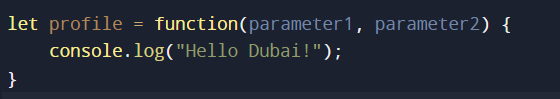 let profile = function(parameter1, parameter2) {
    console.log("Hello Dubai!");
}